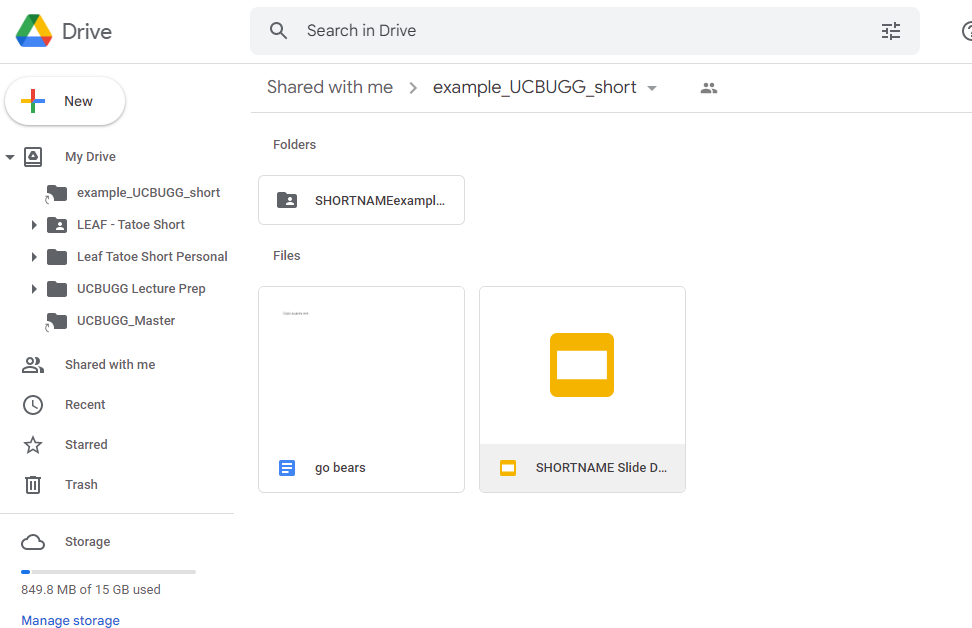 Drive
Search in Drive
Shared with me > example_UCBUGG_short
New
Folders
My Drive
example_UCBUGG_short
LEAF - Tatoe Short
Leaf Tatoe Short Personal
UCBUGG Lecture Prep
UCBUGG_Master
Shared with me
Recent
Starred
Trash
Storage
849.8 MB of 15 GB used
Manage storage
SHORTNAMEexampl...
Files
go bears
SHORTNAME Slide D...